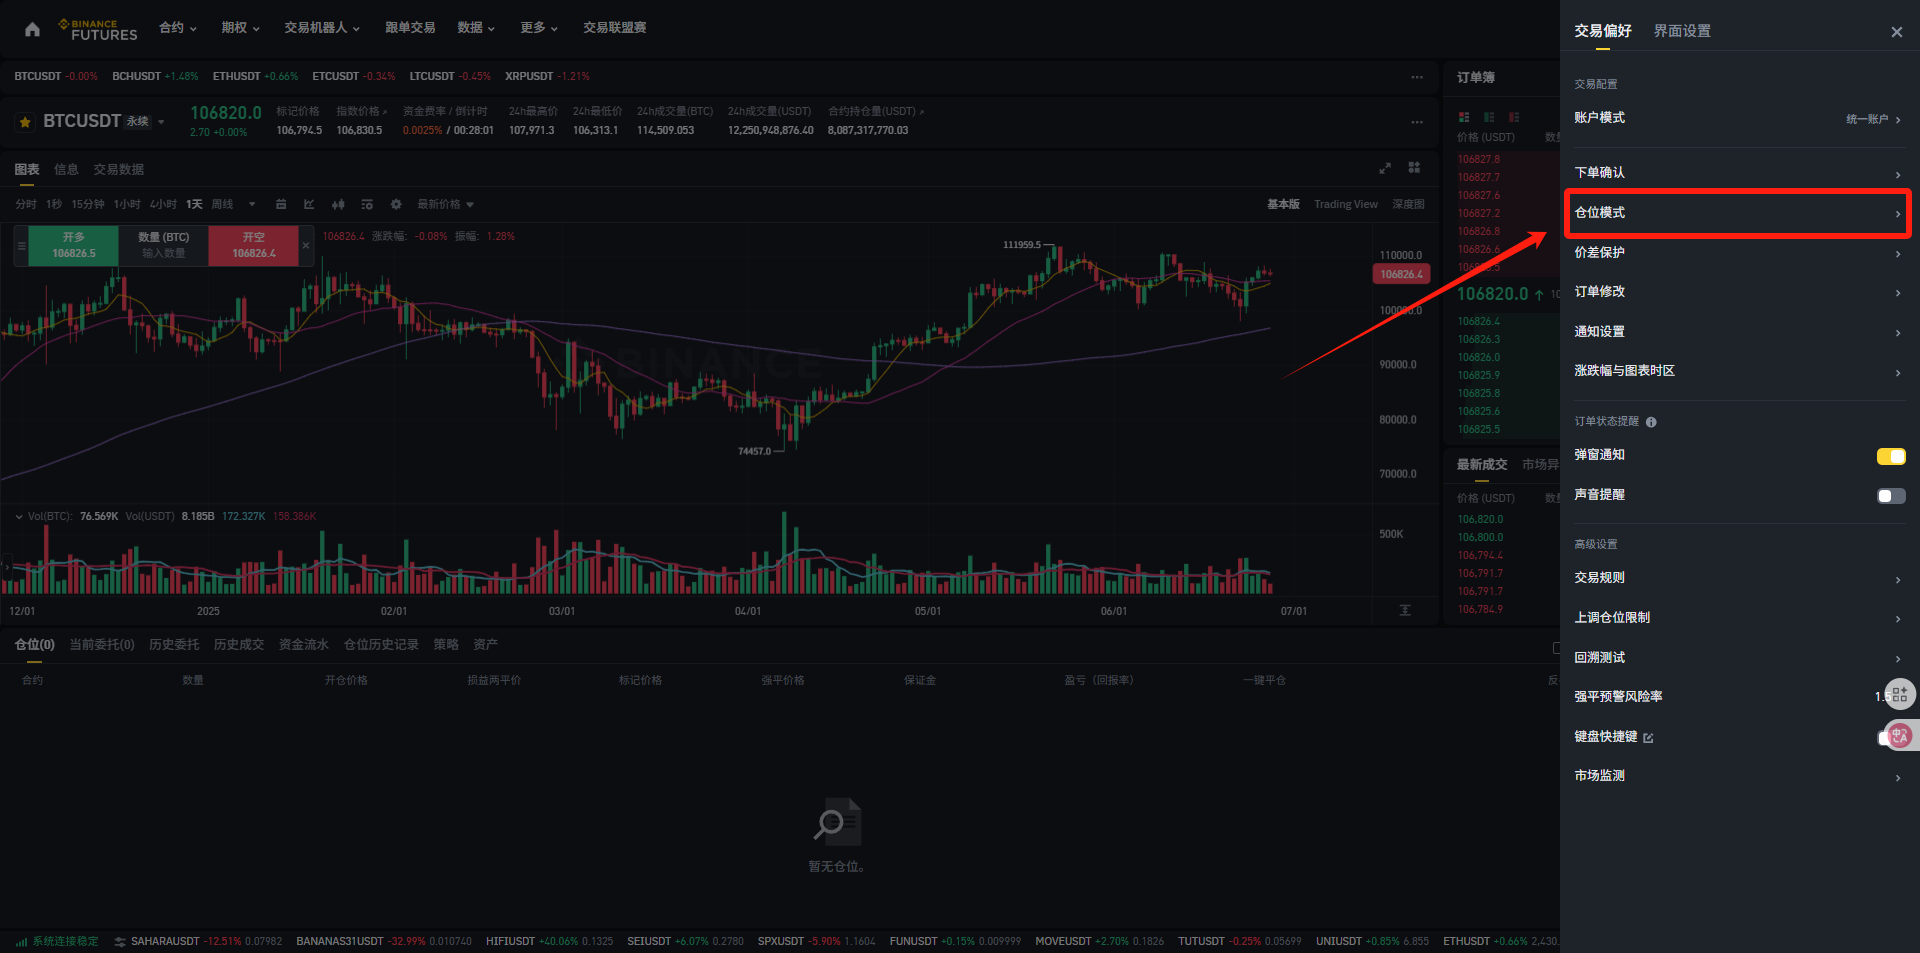 BINANCE
FUTURES
合约 期权 交易机器人 跟单交易 数据 更多 交易联盟赛
BTCUSDT -0.00% BCHUSDT +1.48% ETHUSDT +0.66% ETCUSDT -0.34% LTCUSDT -0.45% XRPUSDT -1.21%
BTCUSDT 永续
106820.0
2.70 +0.00%
标记价格 指数价格 资金费率 / 倒计时 24h最高价 24h最低价 24h成交量(BTC) 24h成交量(USDT) 合约持仓量(USDT)
106,794.5 106,830.5 0.0025% / 00:28:01 107,971.3 106,313.1 114,509.053 12,250,948,876.40 8,087,317,770.03
图表 信息 交易数据
分时 1秒 15分钟 1小时 4小时 1天 周线 最新价格 基本版 Trading View 深度图
开多
106826.5
数量 (BTC)
输入数量
开空
106826.4
106826.4 涨跌幅: -0.08% 振幅: 1.28%
111959.5
74457.0
BINANCE
110000.0
106826.4
100000.0
90000.0
80000.0
70000.0
Vol(BTC): 76.569K Vol(USDT) 8.185B 172.327K 158.386K
500K
12/01 2025 02/01 03/01 04/01 05/01 06/01 07/01
仓位(0) 当前委托(0) 历史委托 历史成交 资金流水 仓位历史记录 策略 资产
合约 数量 开仓价格 损益两平价 标记价格 强平价格 保证金 盈亏（回报率） 一键平仓 反
暂无仓位。
订单簿
价格 (USDT) 数
106827.8
106827.7
106827.6
106827.2
106826.8
106826.6
106820.0
106826.4
106826.3
106826.0
106825.9
106825.8
106825.6
106825.5
最新成交 市场异
价格 (USDT) 数
106,820.0
106,800.0
106,794.4
106,791.7
106,791.7
106,784.9
交易偏好 界面设置
交易配置
账户模式 统一账户
下单确认
仓位模式
价差保护
订单修改
通知设置
涨跌幅与图表时区
订单状态提醒
弹窗通知
声音提醒
高级设置
交易规则
上调仓位限制
回溯测试
强平预警风险率 1.5
键盘快捷键
市场监测
系统连接稳定 SAHARAUSDT -12.51% 0.07982 BANANAS31USDT -32.99% 0.010740 HIFIUSDT +40.06% 0.1325 SEIUSDT +6.07% 0.2780 SPXUSDT -5.90% 1.1604 FUNUSDT +0.15% 0.009999 MOVEUSDT +2.70% 0.1826 TUTUSDT -0.25% 0.05699 UNIUSDT +0.85% 6.855 ETHUSDT +0.66% 2,430.